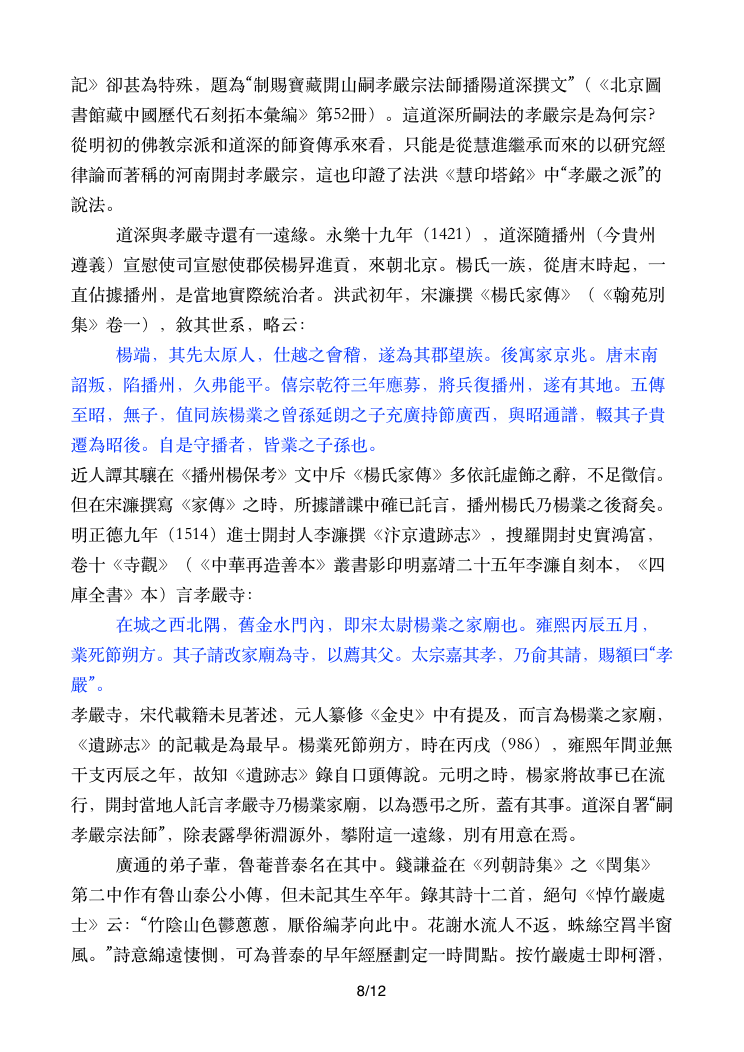 記》卻甚為特殊，題為“制賜寶藏開山嗣孝嚴宗法師播陽道深撰文”（《北京圖
書館藏中國歷代石刻拓本彙編》第52冊）。這道深所嗣法的孝嚴宗是為何宗？
從明初的佛教宗派和道深的師資傳承來看，只能是從慧進繼承而來的以研究經
律論而著稱的河南開封孝嚴宗，這也印證了法洪《慧印塔銘》中“孝嚴之派”的
說法。
道深與孝嚴寺還有一遠緣。永樂十九年（1421），道深隨播州（今貴州
遵義）宣慰使司宣慰使郡侯楊昇進貢，來朝北京。楊氏一族，從唐末時起，一
直佔據播州，是當地實際統治者。洪武初年，宋濂撰《楊氏家傳》（《翰苑別
集》卷一），敘其世系，略云：
楊端，其先太原人，仕越之會稽，遂為其郡望族。後寓家京兆。唐末南
詔叛，陷播州，久弗能平。僖宗乾符三年應募，將兵復播州，遂有其地。五傳
至昭，無子，值同族楊業之曾孫延朗之子充廣持節廣西，與昭通譜，輟其子貴
遷為昭後。自是守播者，皆業之子孫也。
近人譚其驤在《播州楊保考》文中斥《楊氏家傳》多依託虛飾之辭，不足徵信。
但在宋濂撰寫《家傳》之時，所據譜諜中確已託言，播州楊氏乃楊業之後裔矣。
明正德九年（1514）進士開封人李濂撰《汴京遺跡志》，搜羅開封史實鴻富，
卷十《寺觀》（《中華再造善本》叢書影印明嘉靖二十五年李濂自刻本，《四
庫全書》本）言孝嚴寺：
在城之西北隅，舊金水門內，即宋太尉楊業之家廟也。雍熙丙辰五月，
業死節朔方。其子請改家廟為寺，以薦其父。太宗嘉其孝，乃俞其請，賜額曰“孝
嚴”。
孝嚴寺，宋代載籍未見著述，元人纂修《金史》中有提及，而言為楊業之家廟，
《遺跡志》的記載是為最早。楊業死節朔方，時在丙戌（986），雍熙年間並無
干支丙辰之年，故知《遺跡志》錄自口頭傳說。元明之時，楊家將故事已在流
行，開封當地人託言孝嚴寺乃楊業家廟，以為憑弔之所，蓋有其事。道深自署“嗣
孝嚴宗法師”，除表露學術淵源外，攀附這一遠緣，別有用意在焉。
廣通的弟子輩，魯菴普泰名在其中。錢謙益在《列朝詩集》之《閏集》
第二中作有魯山泰公小傳，但未記其生卒年。錄其詩十二首，絕句《悼竹巖處
士》云：“竹陰山色鬱蔥蔥，厭俗編茅向此中。花謝水流人不返，蛛絲空罥半窗
風。”詩意綿遠悽惻，可為普泰的早年經歷劃定一時間點。按竹巖處士即柯潛，
8/12